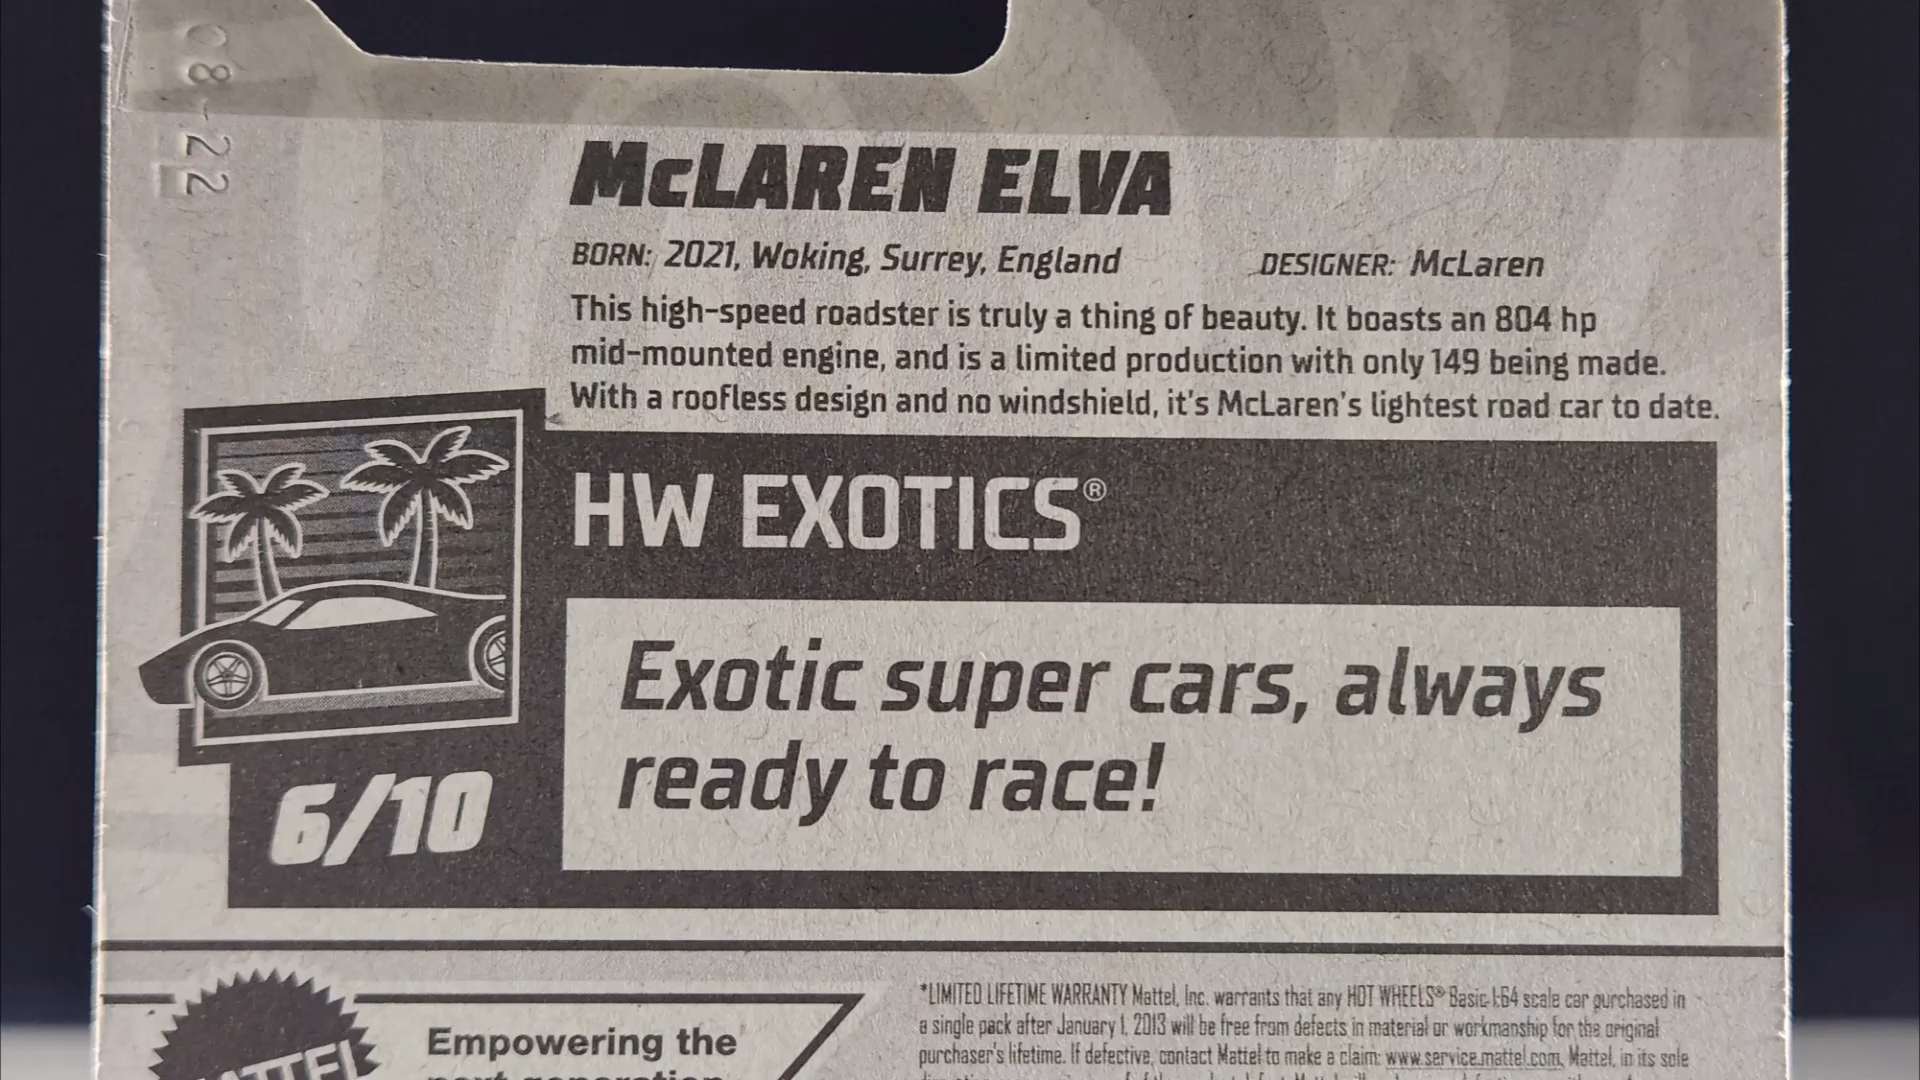 08-22
McLAREN ELVA
BORN: 2021, Woking, Surrey, England DESIGNER: McLaren
This high-speed roadster is truly a thing of beauty. It boasts an 804 hp
mid-mounted engine, and is a limited production with only 149 being made.
With a roofless design and no windshield, it's McLaren's lightest road car to date.
HW EXOTICS®
Exotic super cars, always
ready to race!
6/10
MATTEL
Empowering the
next generation
*LIMITED LIFETIME WARRANTY Mattel, Inc. warrants that any HOT WHEELS® Basic 1:64 scale car purchased in
a single pack after January 1, 2013 will be free from defects in material or workmanship for the original
purchaser's lifetime. If defective, contact Mattel to make a claim: www.service.mattel.com. Mattel, in its sole